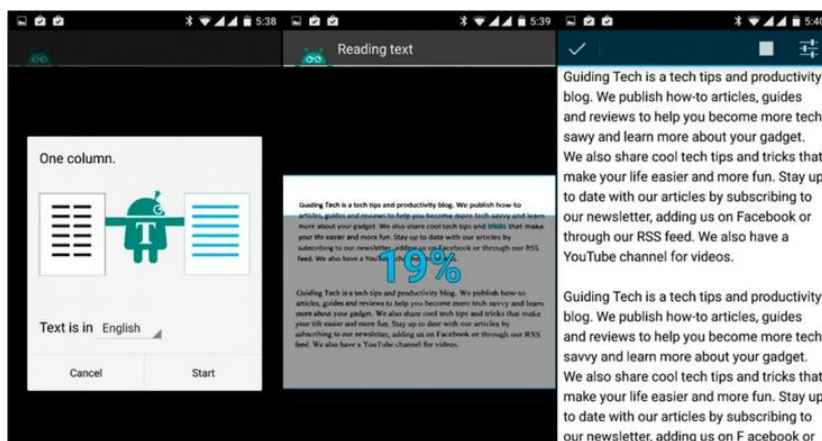 5:38
One column.
T
Text is in English
Cancel
Start
5:39
Reading text
Guiding Tech is a tech tips and productivity blog. We publish how-to
articles, guides and reviews to help you become more tech savvy and learn
more about your gadget. We also share cool tech tips and tricks that make
your life easier and more fun. Stay up to date with our articles by
subscribing to our newsletter, adding us on Facebook or through our RSS
feed. We also have a YouTube
19%
Guiding Tech is a tech tips and productivity blog. We publish how-to
articles, guides and reviews to help you become more tech savvy and learn
more about your gadget. We also share cool tech tips and tricks that make
your life easier and more fun. Stay up to date with our articles by
subscribing to our newsletter, adding us on Facebook or through our RSS
feed. We also have a YouTube channel for videos.
5:40
Guiding Tech is a tech tips and productivity
blog. We publish how-to articles, guides
and reviews to help you become more tech
sawy and learn more about your gadget.
We also share cool tech tips and tricks that
make your life easier and more fun. Stay up
to date with our articles by subscribing to
our newsletter, adding us on Facebook or
through our RSS feed. We also have a
YouTube channel for videos.
Guiding Tech is a tech tips and productivity
blog. We publish how-to articles, guides
and reviews to help you become more tech
savvy and learn more about your gadget.
We also share cool tech tips and tricks that
make your life easier and more fun. Stay up
to date with our articles by subscribing to
our newsletter, adding us on F acebook or